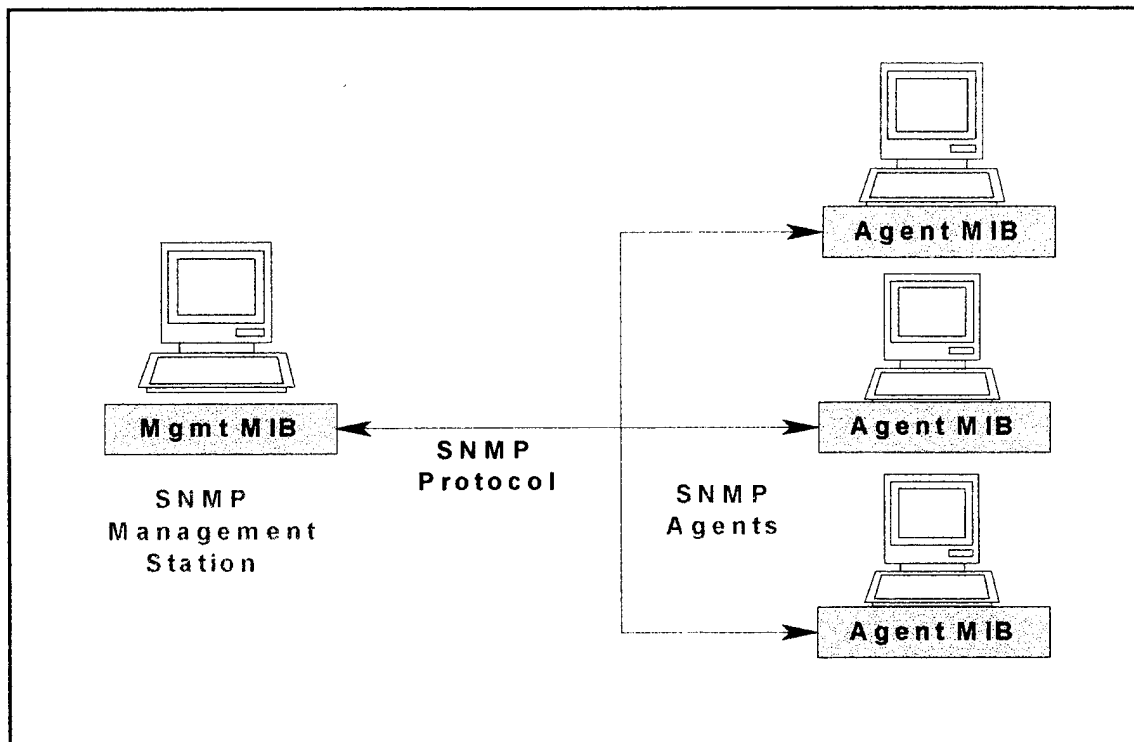 Agent MIB
Mgmt MIB
SNMP
Protocol
SNMP
Management
Station
Agent MIB
SNMP
Agents
Agent MIB